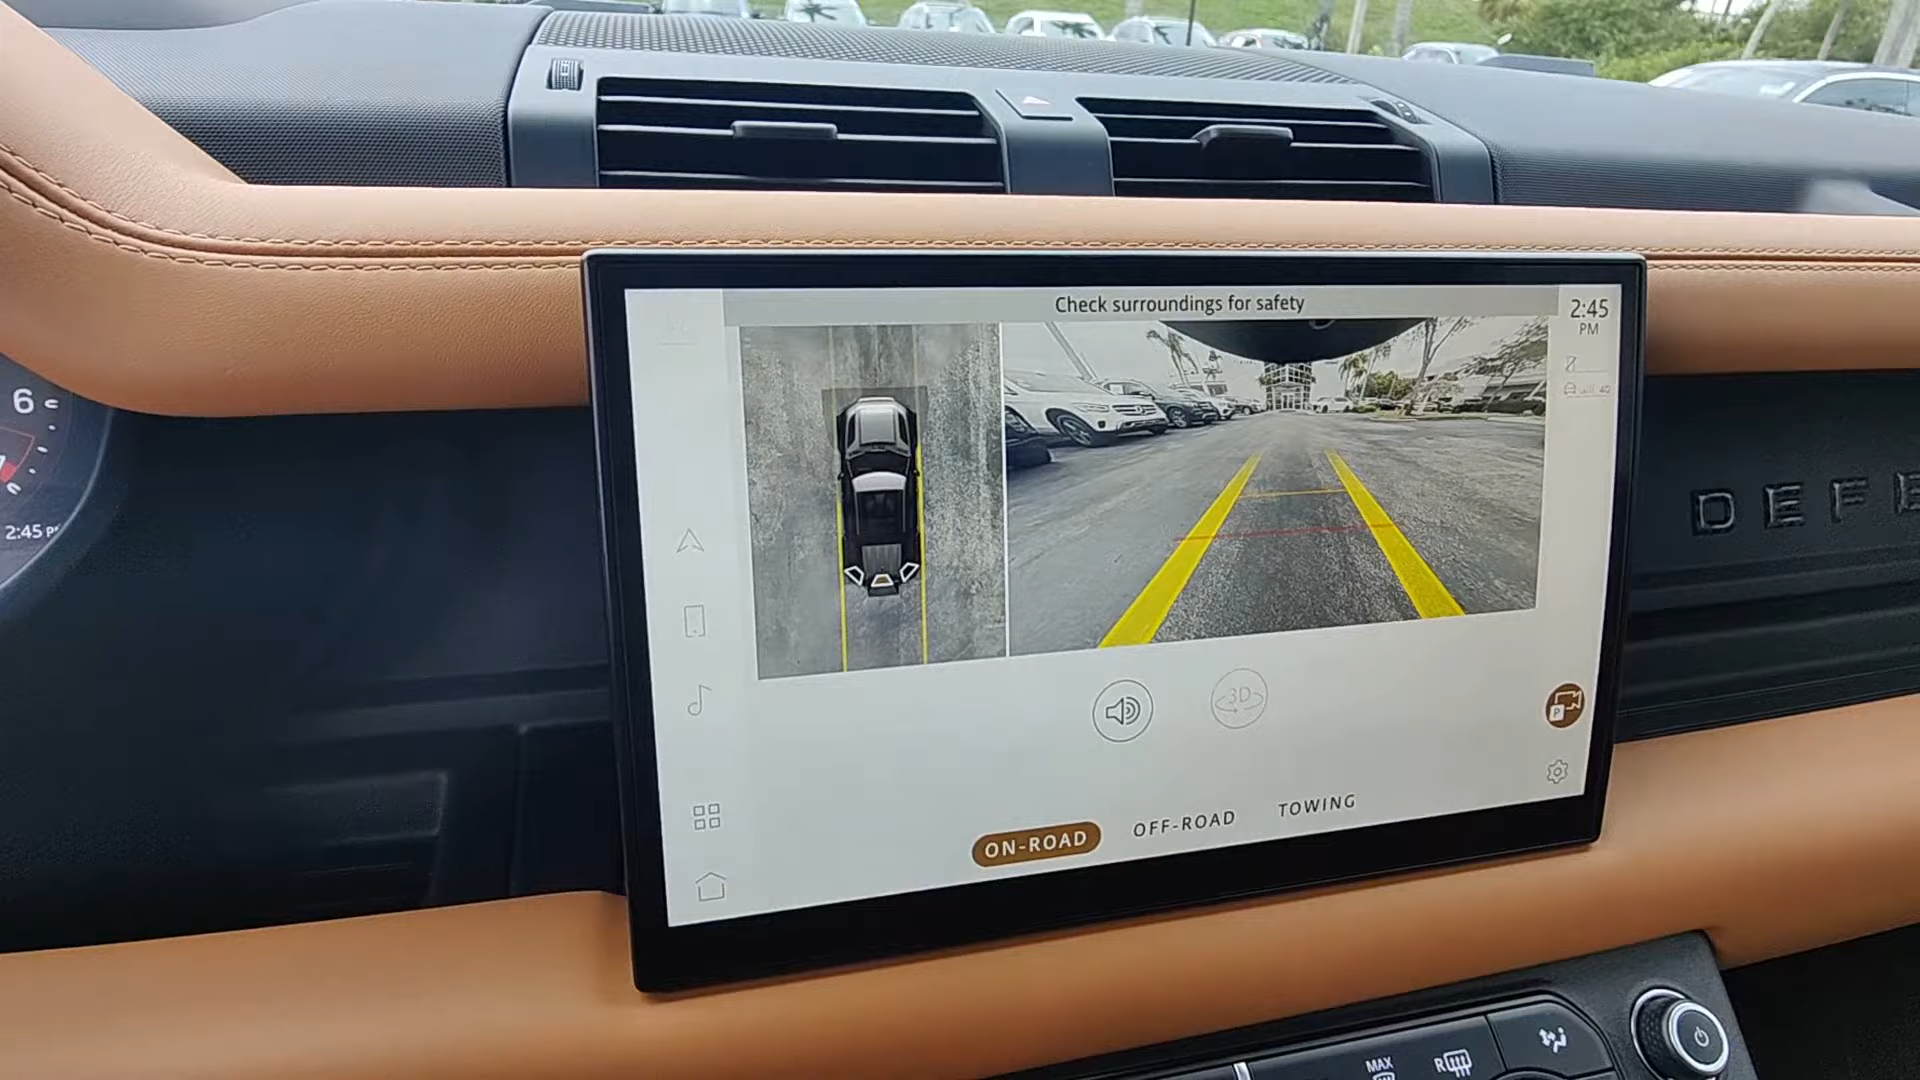 Check surroundings for safety
2:45
PM
6
2:45
DEFE
3D
P
ON-ROAD
OFF-ROAD
TOWING
MAX
R